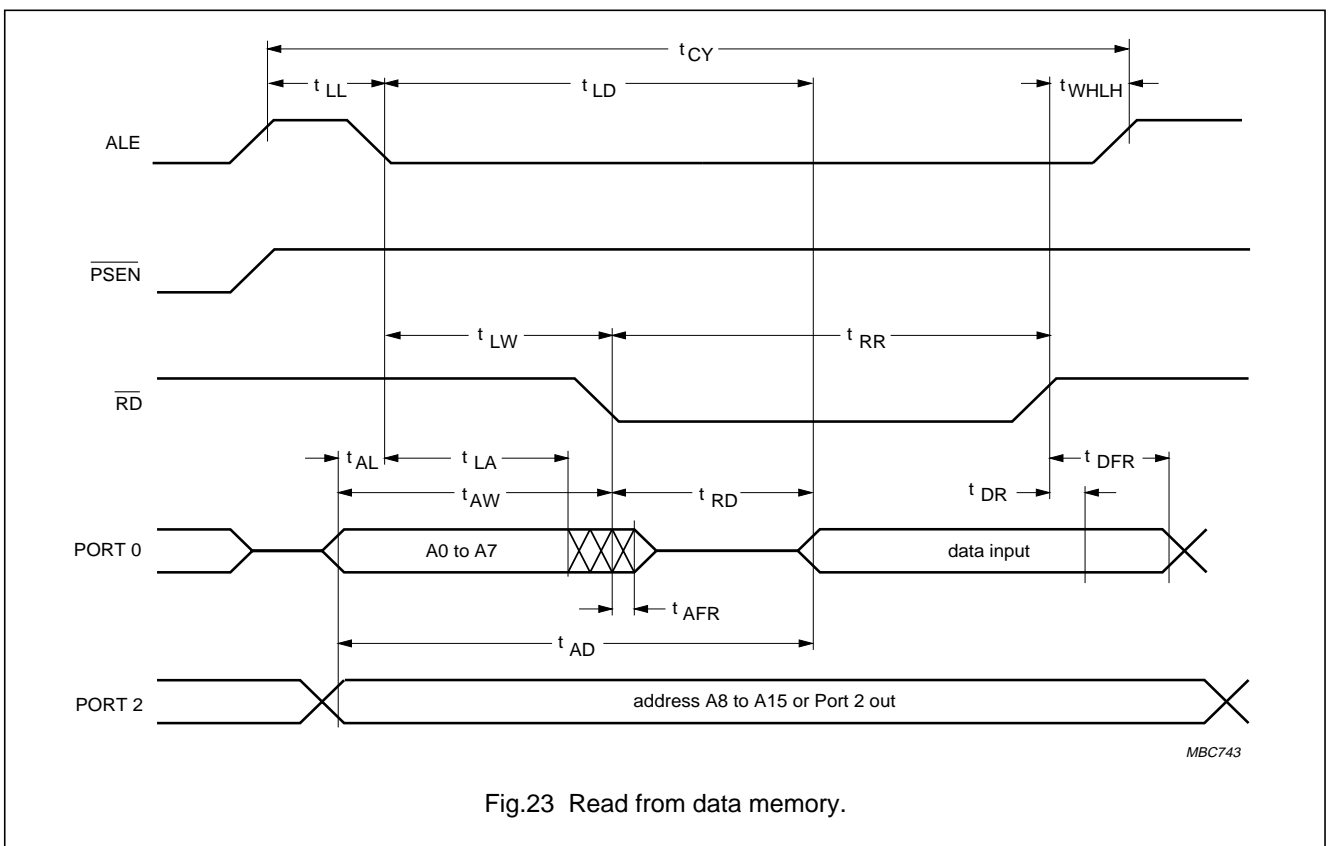 t CY
t LL
t LD
t WHLH
ALE
PSEN
t LW
t RR
RD
t AL
t LA
t DFR
t AW
t RD
t DR
PORT 0
A0 to A7
data input
t AFR
t AD
PORT 2
address A8 to A15 or Port 2 out
MBC743
Fig.23 Read from data memory.